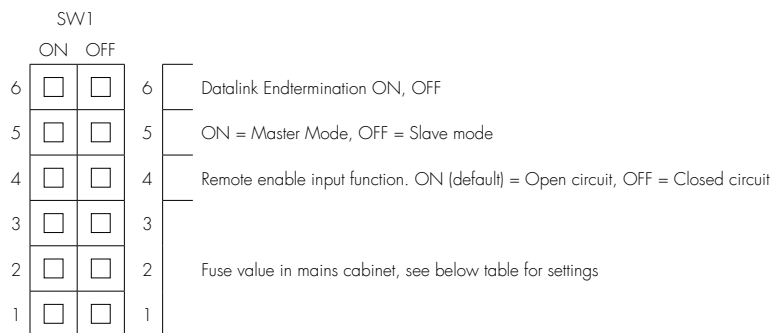 SW1
ON OFF
6 6 Datalink Endtermination ON, OFF
5 5 ON = Master Mode, OFF = Slave mode
4 4 Remote enable input function. ON (default) = Open circuit, OFF = Closed circuit
3 3
2 2 Fuse value in mains cabinet, see below table for settings
1 1